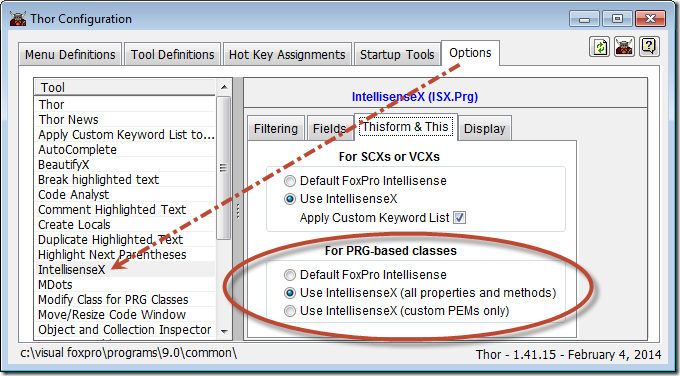 Thor Configuration
Menu Definitions
Tool Definitions
Hot Key Assignments
Startup Tools
Options
Tool
Thor
Thor News
Apply Custom Keyword List to...
AutoComplete
BeautifyX
Break highlighted text
Code Analyst
Comment Highlighted Text
Create Locals
Duplicate Highlighted Text
Highlight Next Parentheses
IntellisenseX
MDots
Modify Class for PRG Classes
Move/Resize Code Window
Object and Collection Inspector
IntellisenseX (ISX.Prg)
Filtering
Fields
Thisform & This
Display
For SCXs or VCXs
Default FoxPro Intellisense
Use IntellisenseX
Apply Custom Keyword List
For PRG-based classes
Default FoxPro Intellisense
Use IntellisenseX (all properties and methods)
Use IntellisenseX (custom PEMs only)
c:\visual foxpro\programs\9.0\common\
Thor - 1.41.15 - February 4, 2014